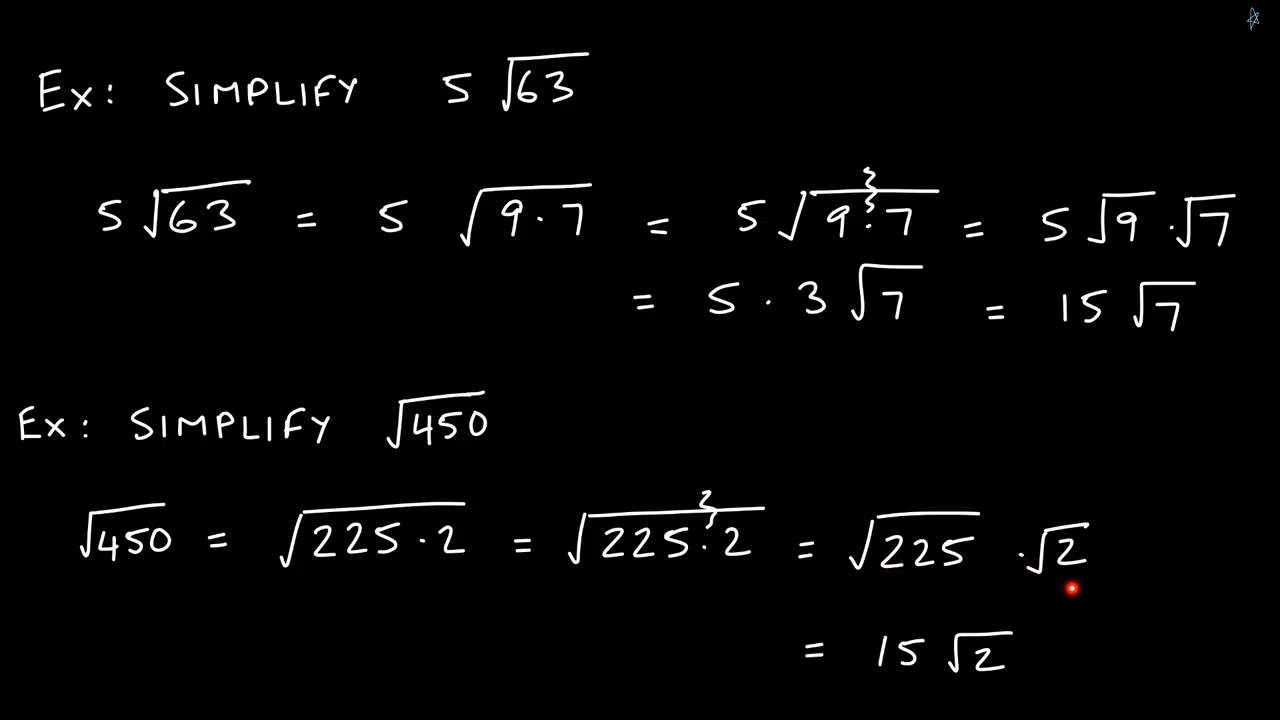 Ex: SIMPLIFY 5 √63
5 √63 = 5 √9·7 = 5 √9·7 = 5 √9 · √7
= 5 · 3 √7 = 15 √7
Ex: SIMPLIFY √450
√450 = √225·2 = √225·2 = √225 · √2
= 15 √2